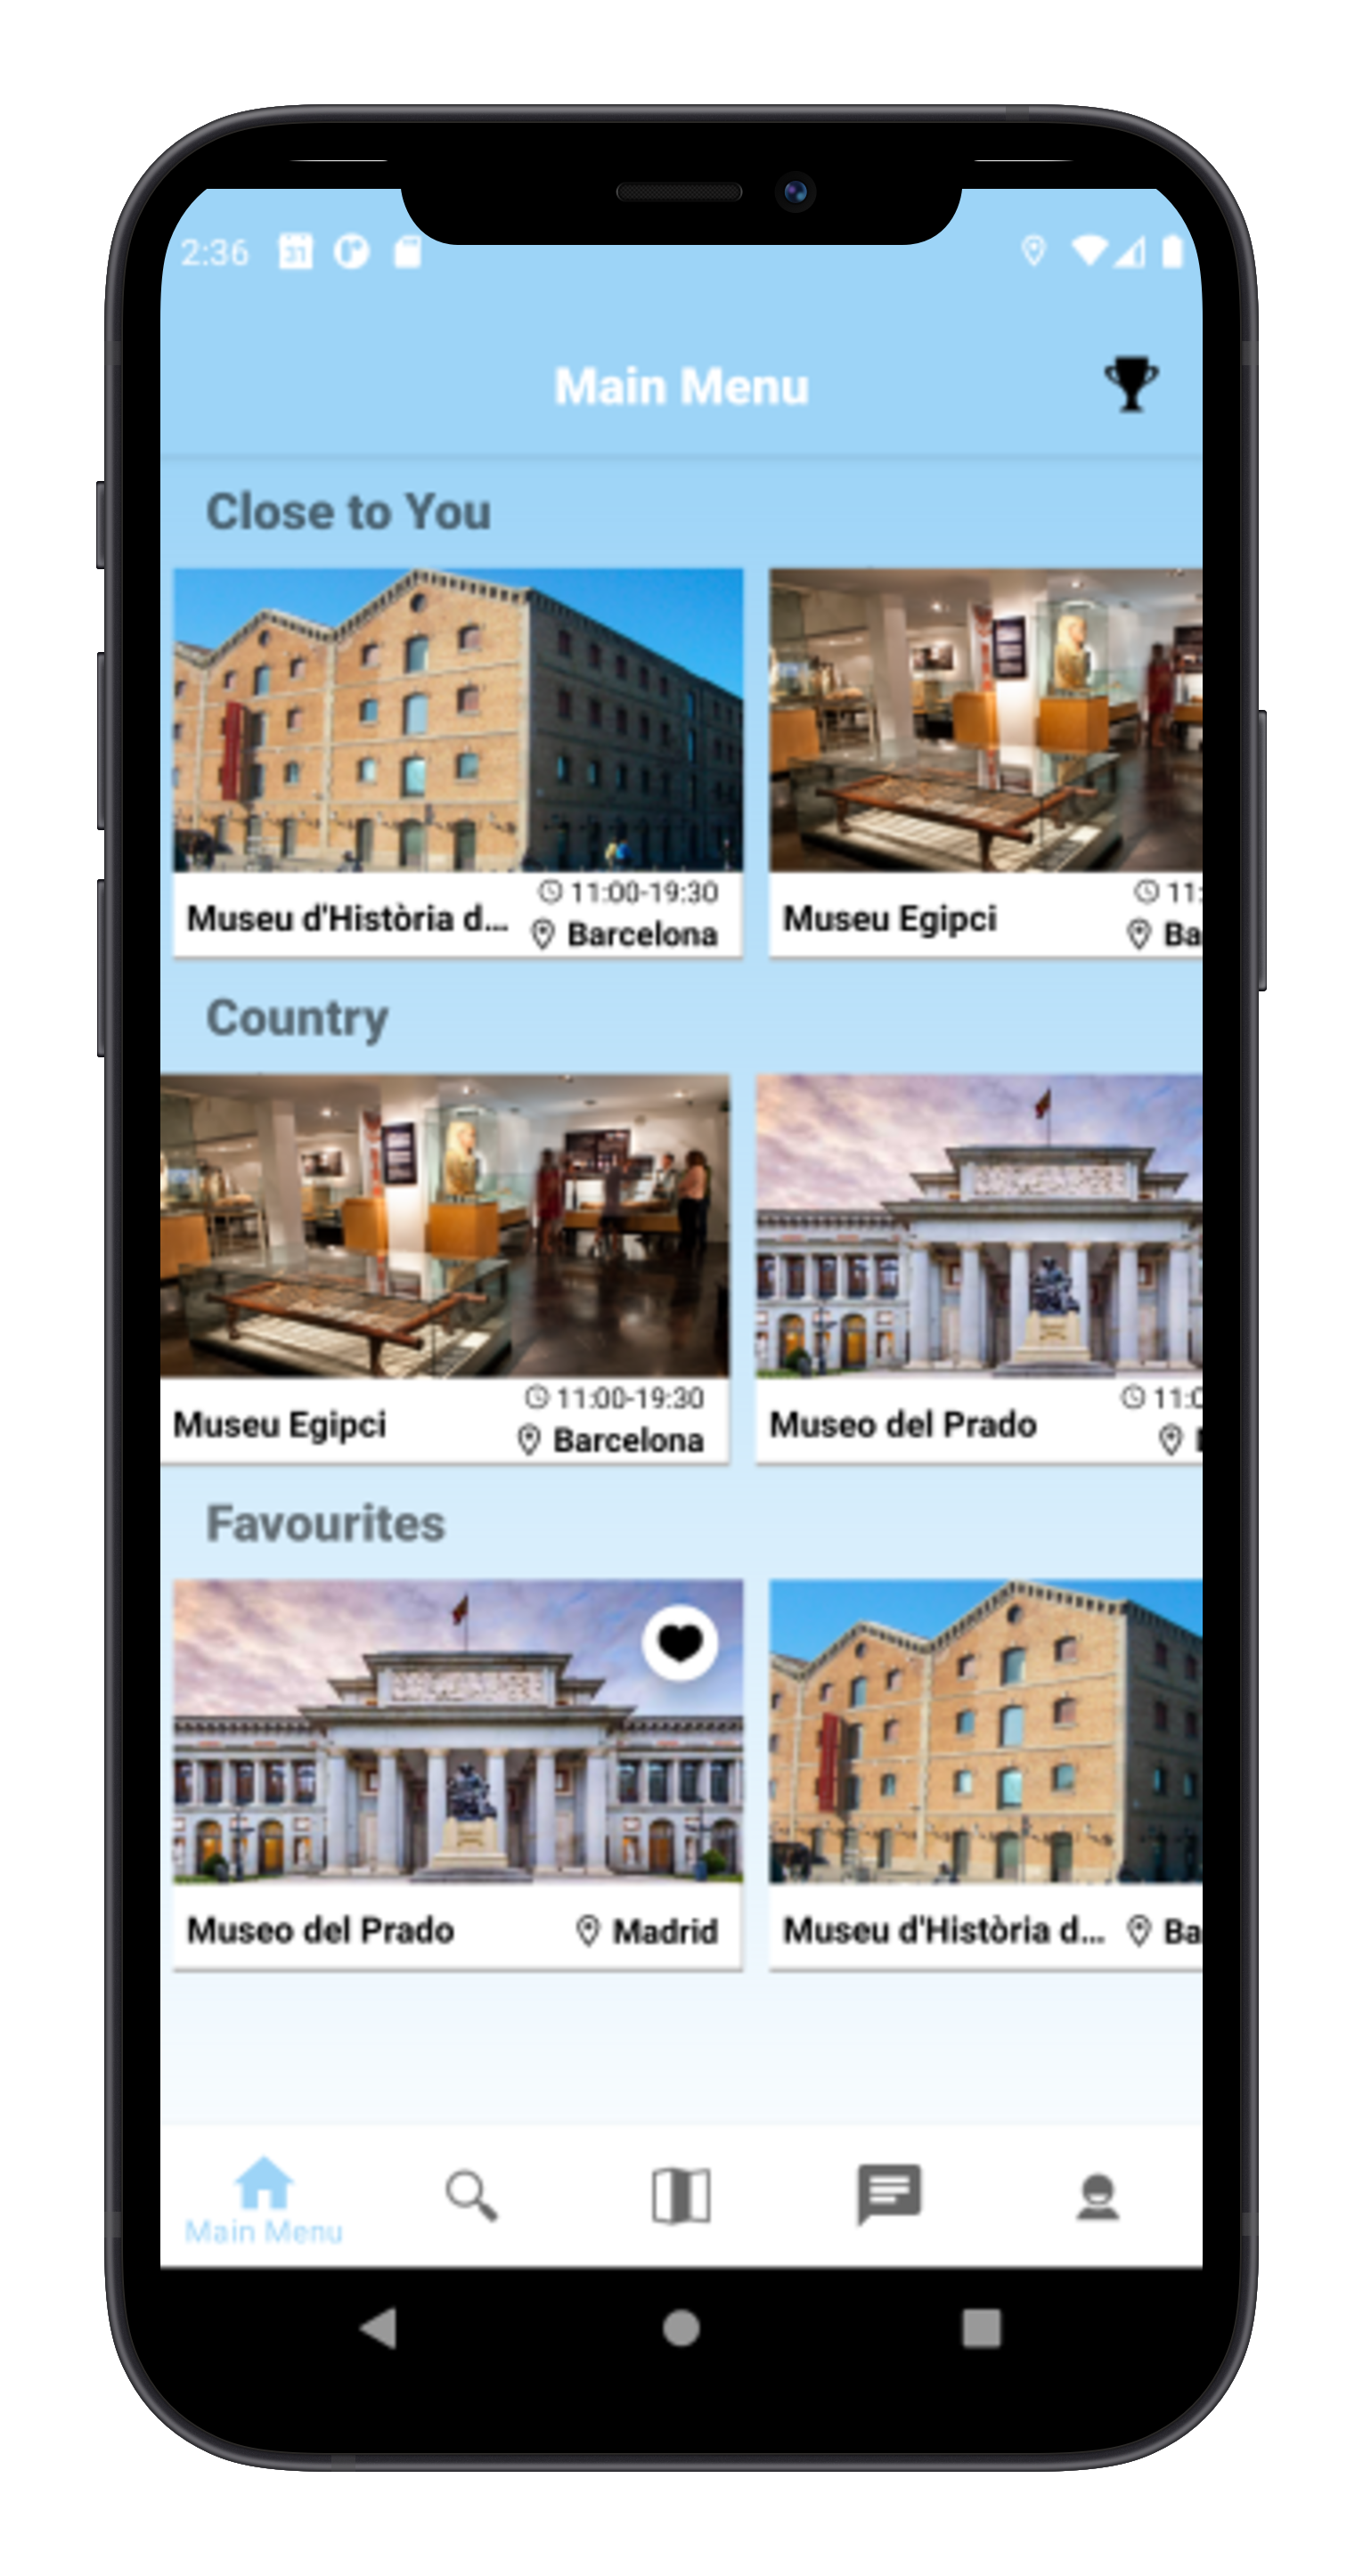 2:36
31
Main Menu
Close to You
11:00-19:30
Museu d'Història d...
Barcelona
11:
Museu Egipci
Ba
Country
11:00-19:30
Museu Egipci
Barcelona
11:0
Museo del Prado
Favourites
Museo del Prado
Madrid
Museu d'Història d...
Ba
Main Menu